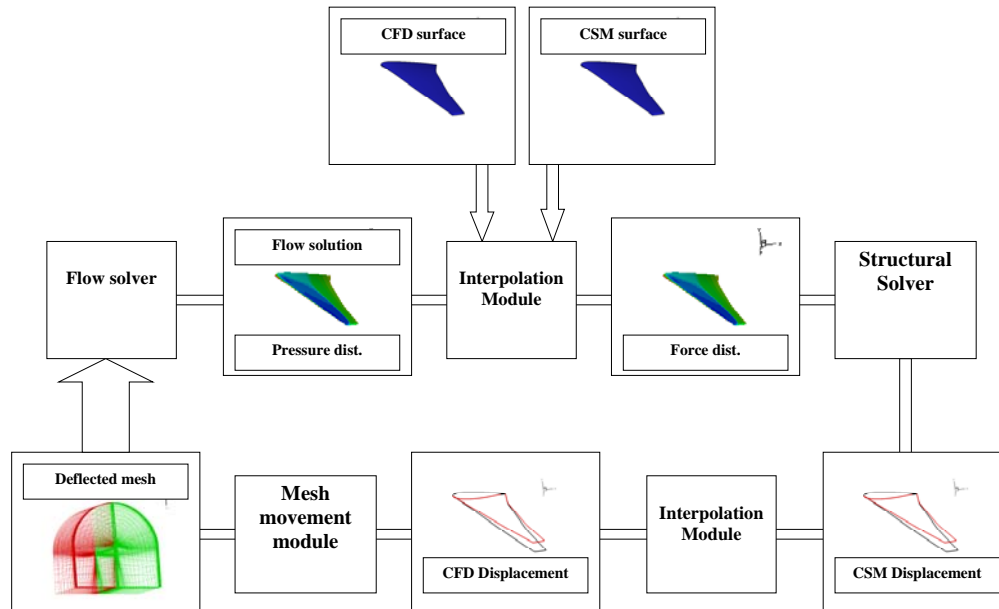 CFD surface
CSM surface
Flow solver
Flow solution
Pressure dist.
Interpolation
Module
Force dist.
Structural
Solver
Deflected mesh
Mesh
movement
module
CFD Displacement
Interpolation
Module
CSM Displacement